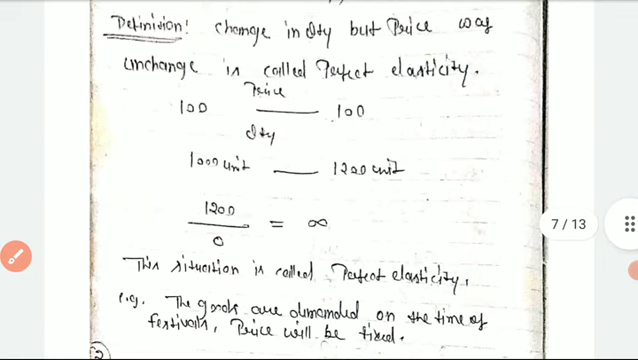 Definision: change in Qty but Price was
unchange is called Perfect elasticity.
Price
100 —— 100
Qty
1000 unit —— 1200 unit
1200
—— = ∞
0
7 / 13
This situation is called Perfect elasticity.
e.g. The goods are demanded on the time of
festivals, Price will be fixed.